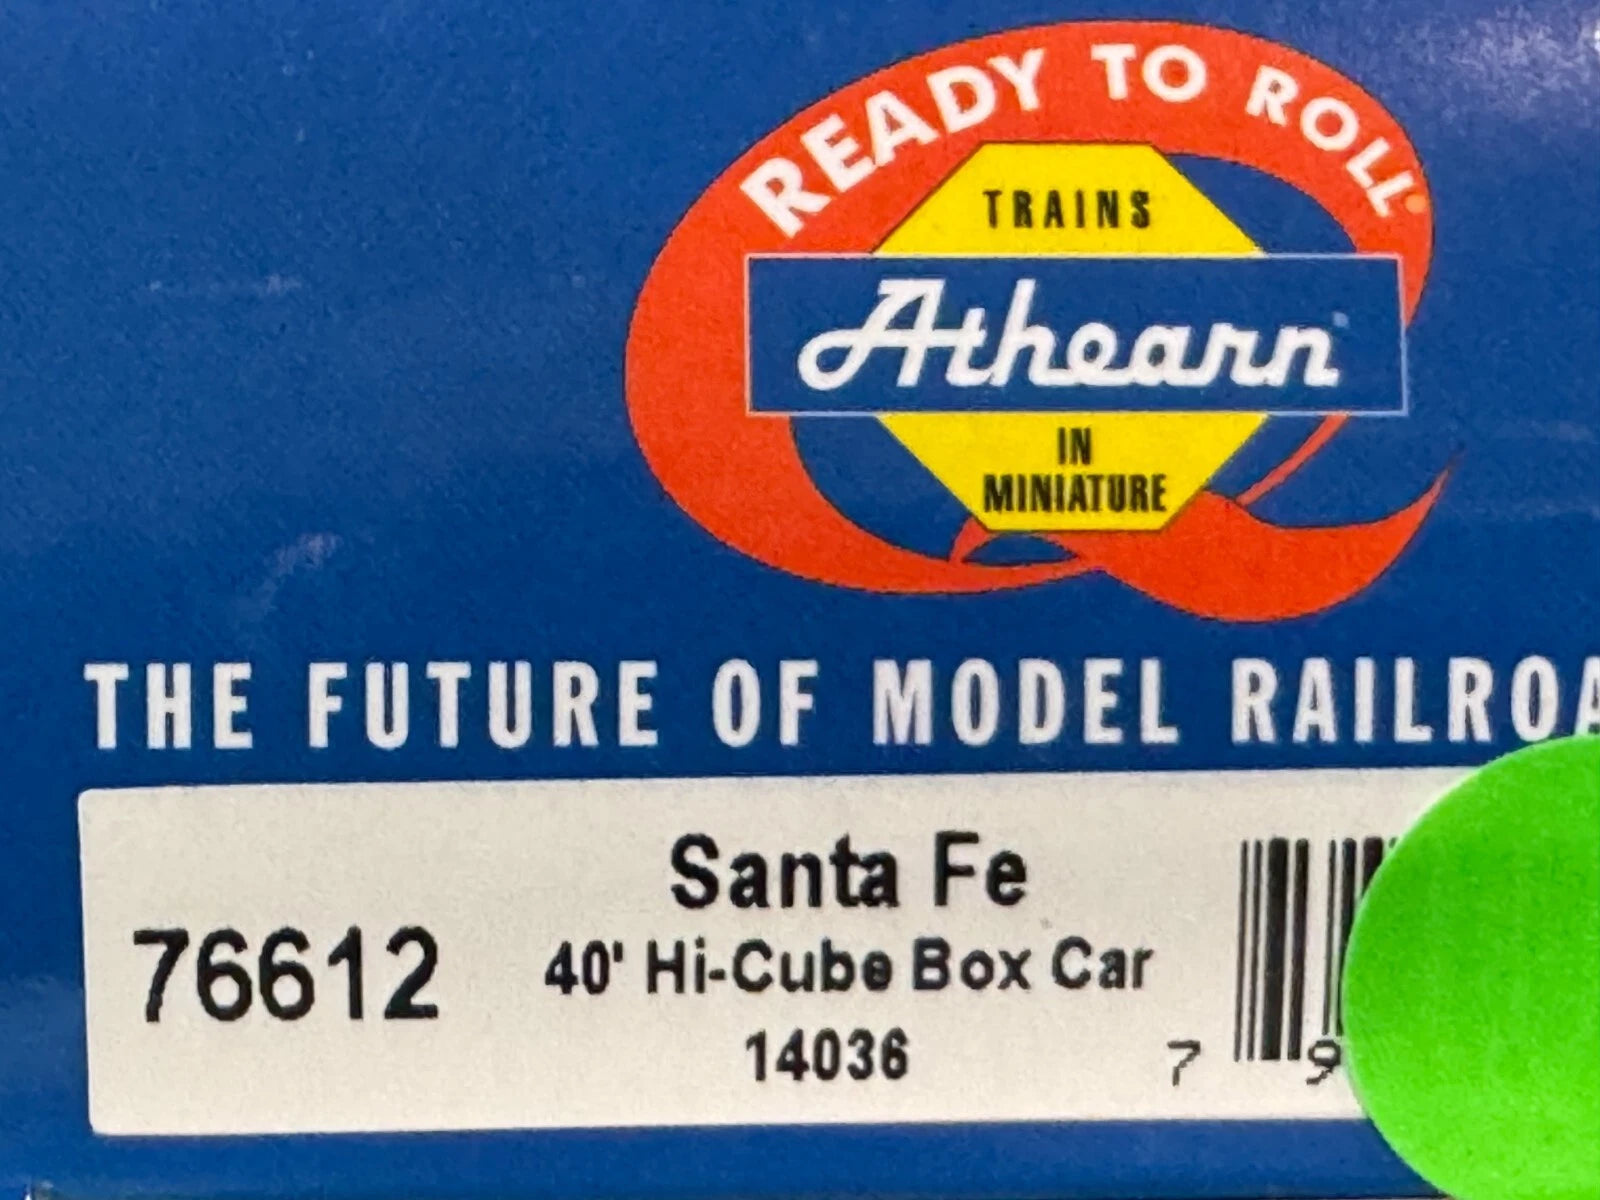 READY TO ROLL
TRAINS
Athearn
IN
MINIATURE
THE FUTURE OF MODEL
Santa Fe
76612
40' Hi-Cube Box Car
14036
7 9